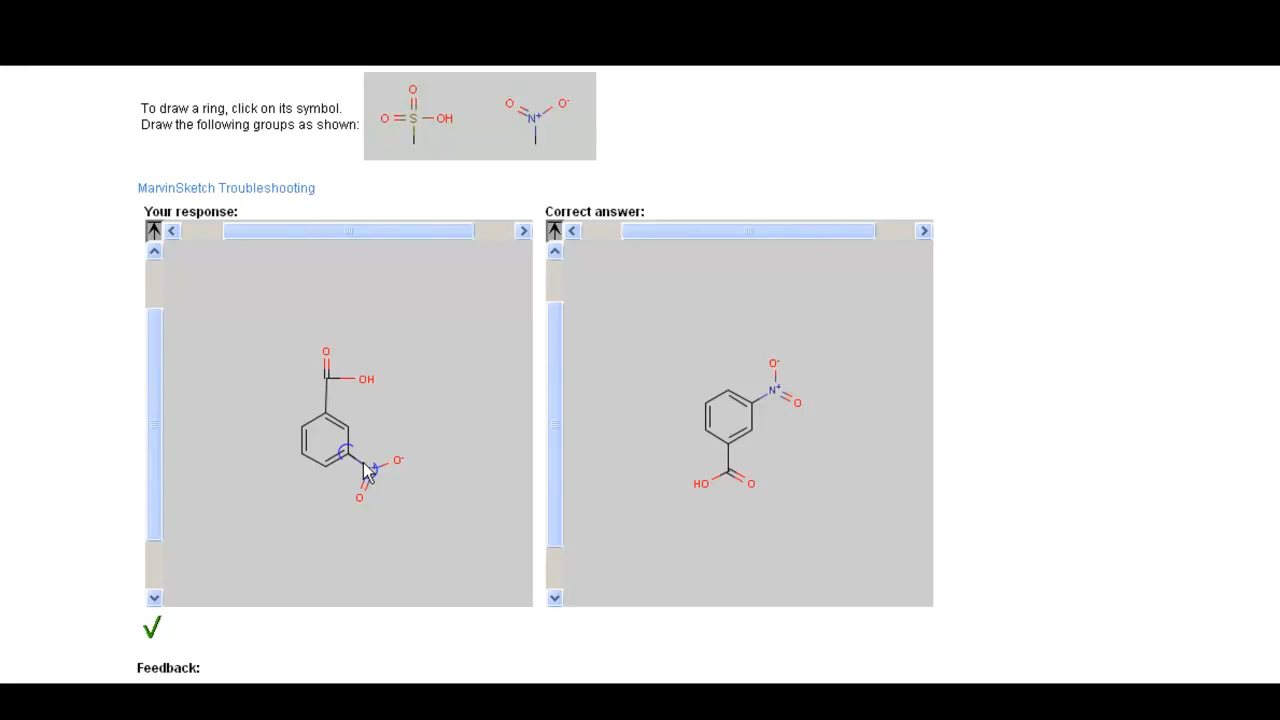 To draw a ring, click on its symbol.
Draw the following groups as shown:
O
O S OH
O O-
N+
MarvinSketch Troubleshooting
Your response:
Correct answer:
O
OH
O-
O
O-
N+
O
HO O
Feedback: